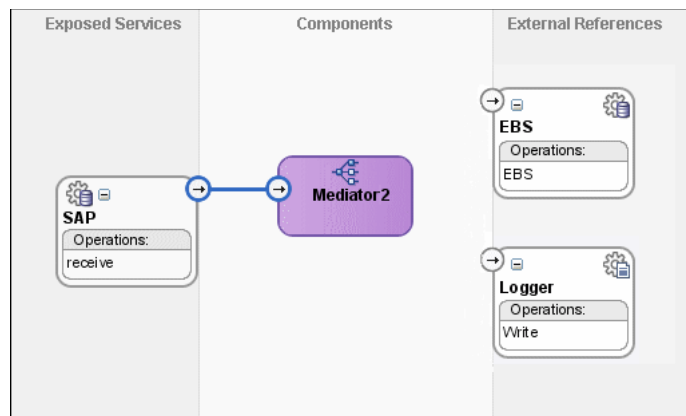 Exposed Services
Components
External References
EBS
Operations:
EBS
Mediator2
SAP
Operations:
receive
Logger
Operations:
Write